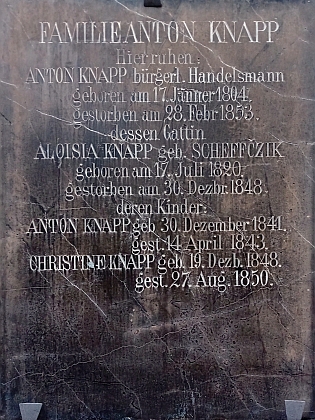 FAMILIE ANTON KNAPP
Hier ruhen:
ANTON KNAPP bürgerl. Handelsmann
geboren am 17. Jänner 1804.
gestorben am 28. Febr 1853.
dessen Gattin
ALOISIA KNAPP geb. SCHEFFCZIK
geboren am 17. Juli 1820.
gestorben am 30. Dezbr. 1848.
deren Kinder:
ANTON KNAPP geb. 30. Dezember 1841.
gest. 14. April 1843.
CHRISTINE KNAPP geb. 19. Dezb. 1848.
gest. 27. Aug. 1850.